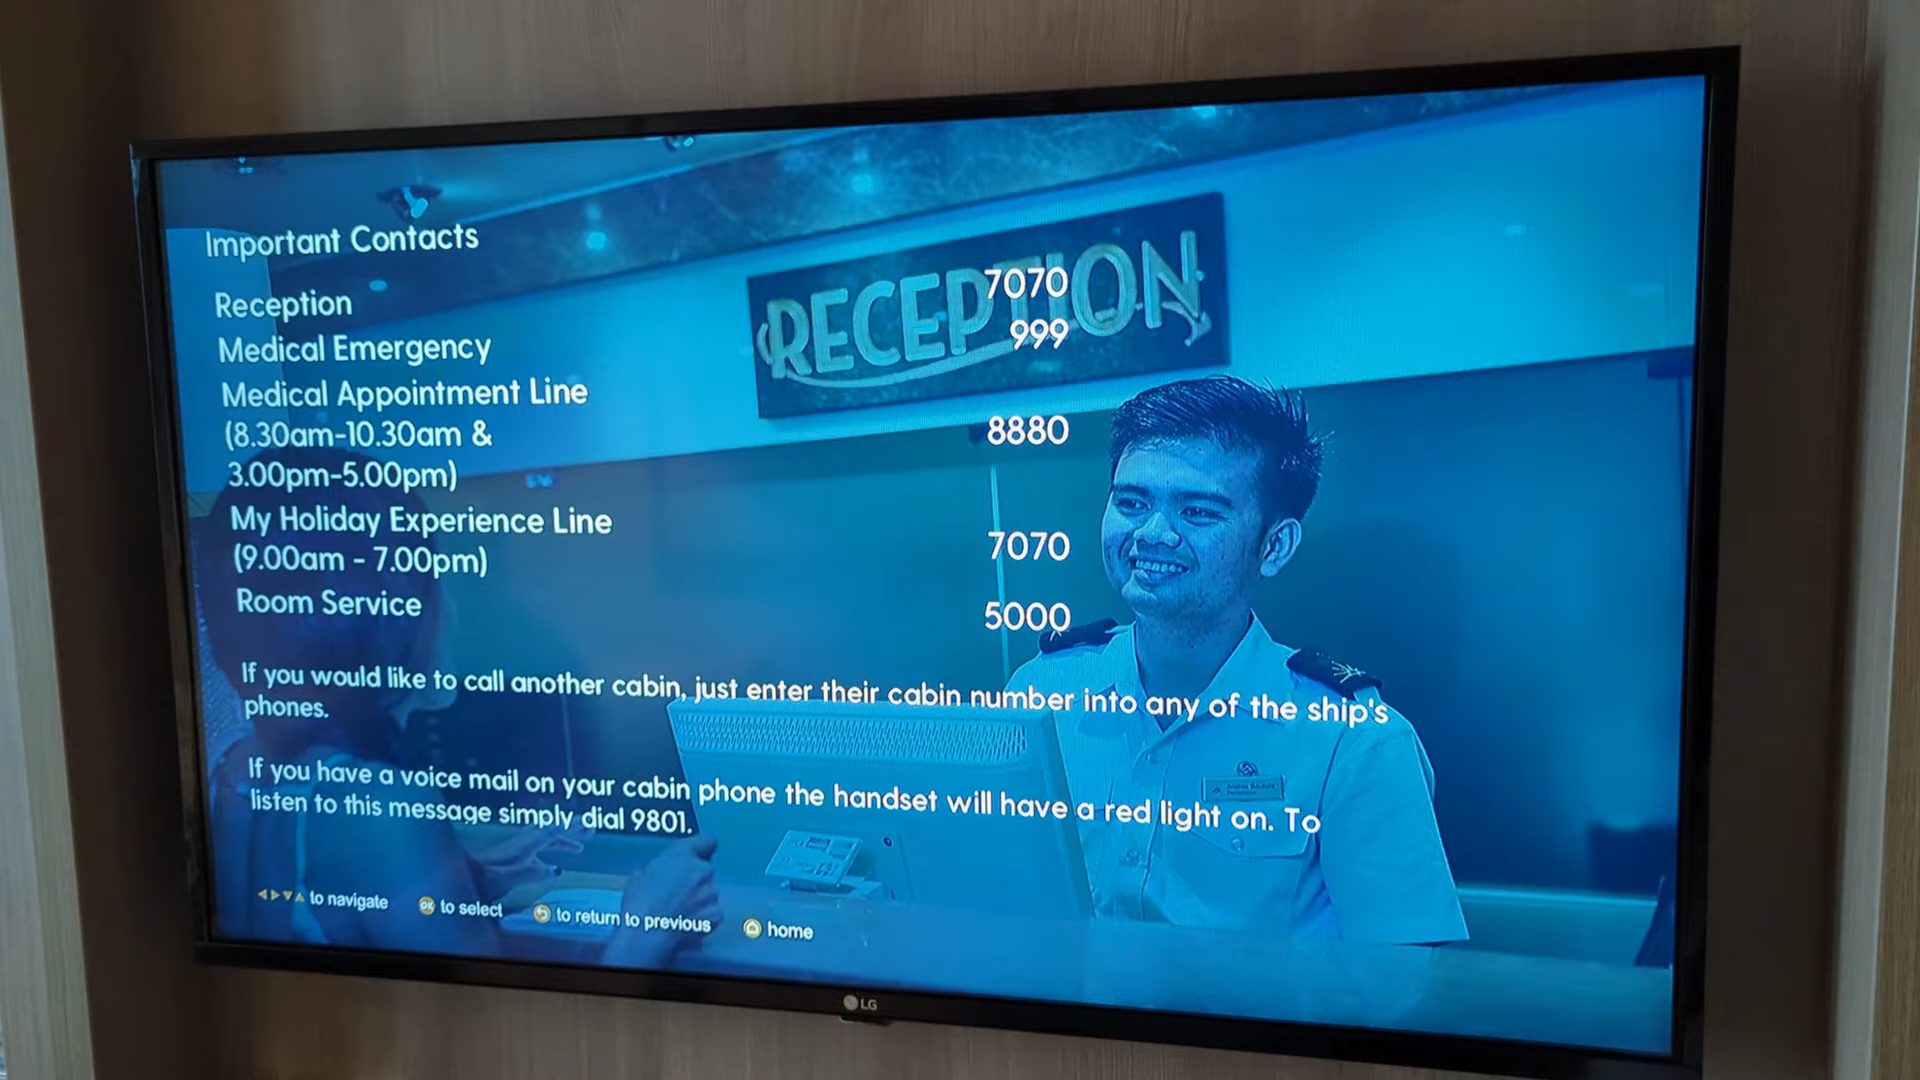 Important Contacts
RECEPTION
Reception 7070
Medical Emergency 999
Medical Appointment Line
(8.30am-10.30am & 8880
3.00pm-5.00pm)
My Holiday Experience Line
(9.00am - 7.00pm) 7070
Room Service 5000
If you would like to call another cabin, just enter their cabin number into any of the ship's
phones.
If you have a voice mail on your cabin phone the handset will have a red light on. To
listen to this message simply dial 9801.
to navigate OK to select to return to previous home
LG